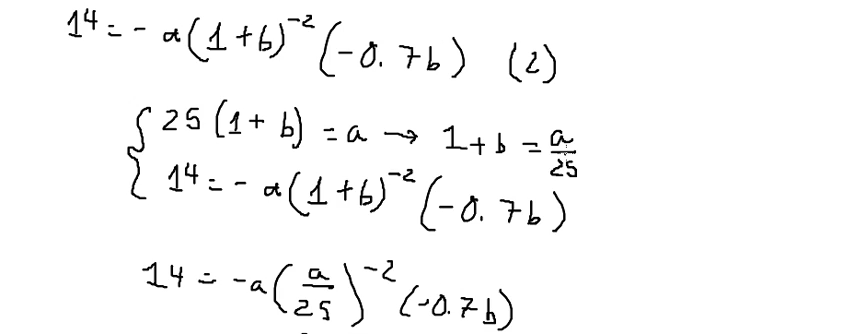 14 = - a(1 + b)^-2 (-0.7b) (2)
{ 25(1 + b) = a → 1 + b = a/25
14 = - a(1 + b)^-2 (-0.7b)
14 = -a(a/25)^-2 (-0.7b)